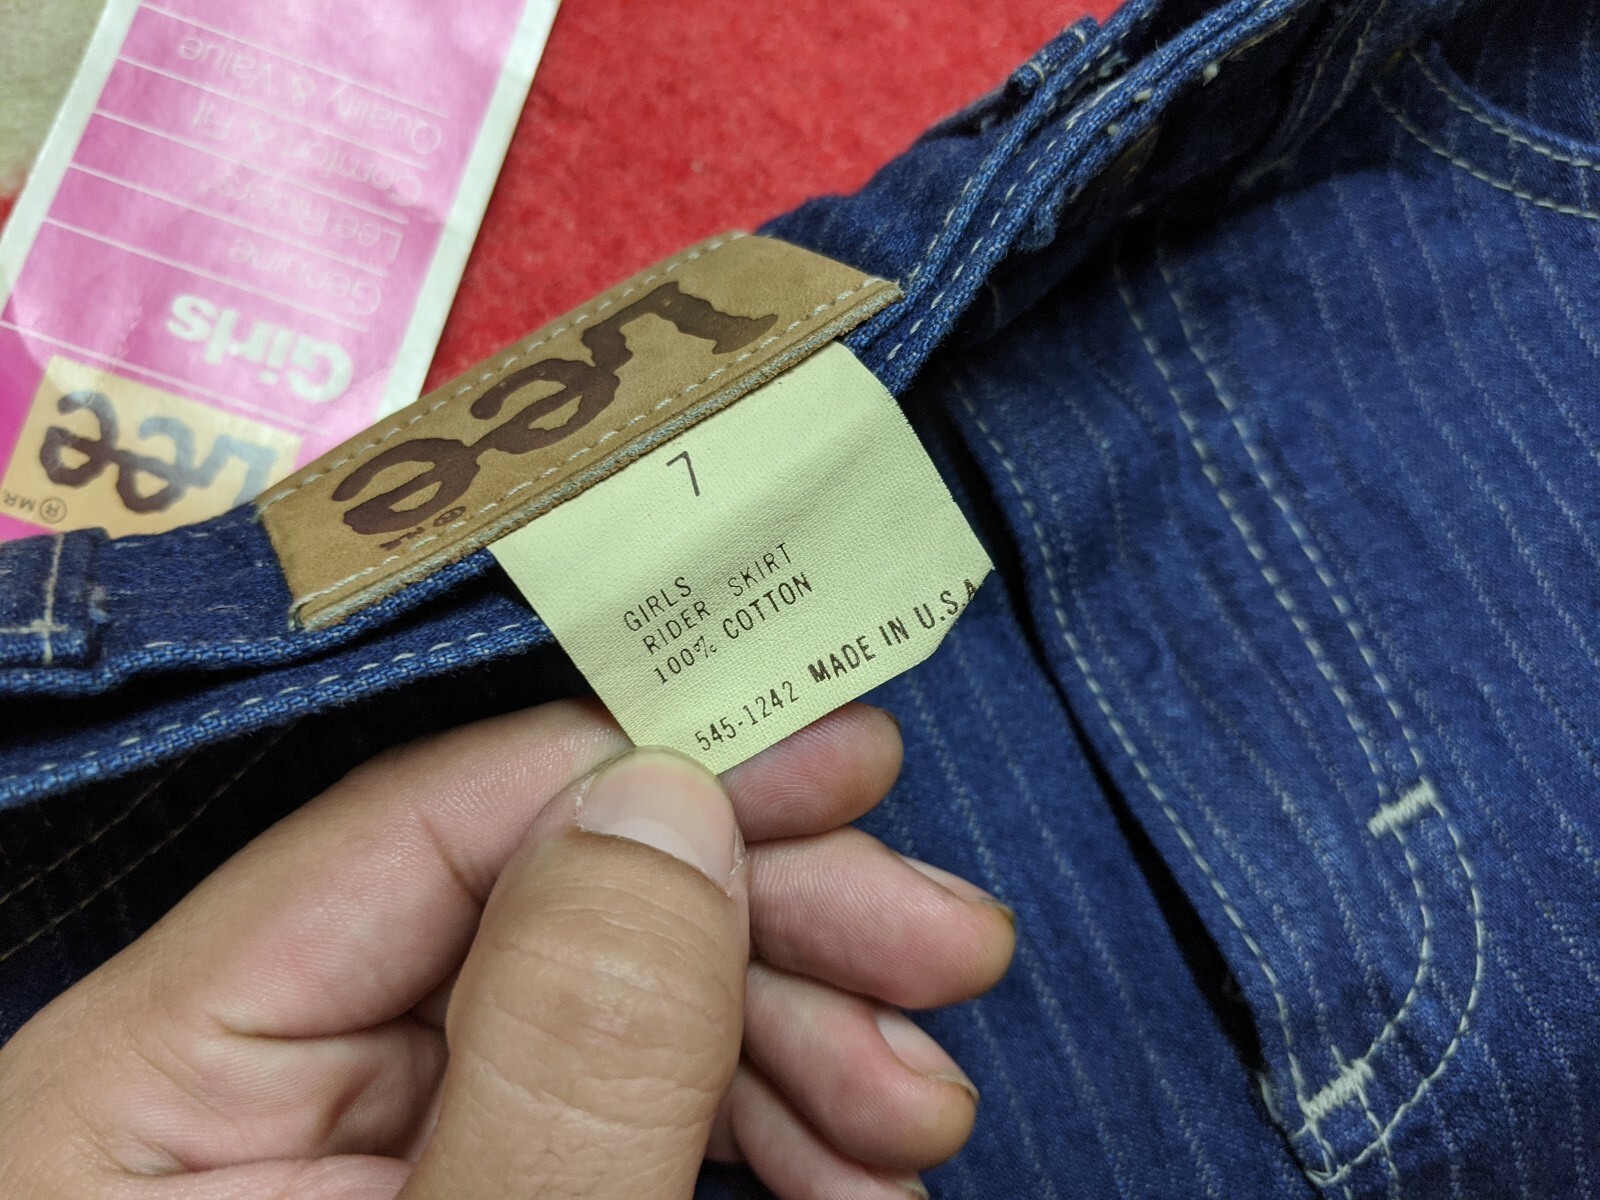 Quality & Value
Comfort & Fit
Lee Riders®
Genuine
Girls
Lee
® M.R.
Lee
® M.R.
7
GIRLS
RIDER SKIRT
100% COTTON
545-1242 MADE IN U.S.A.